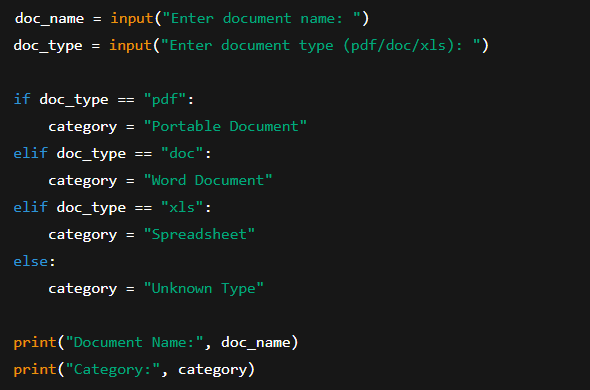 doc_name = input("Enter document name: ")
doc_type = input("Enter document type (pdf/doc/xls): ")

if doc_type == "pdf":
    category = "Portable Document"
elif doc_type == "doc":
    category = "Word Document"
elif doc_type == "xls":
    category = "Spreadsheet"
else:
    category = "Unknown Type"

print("Document Name:", doc_name)
print("Category:", category)